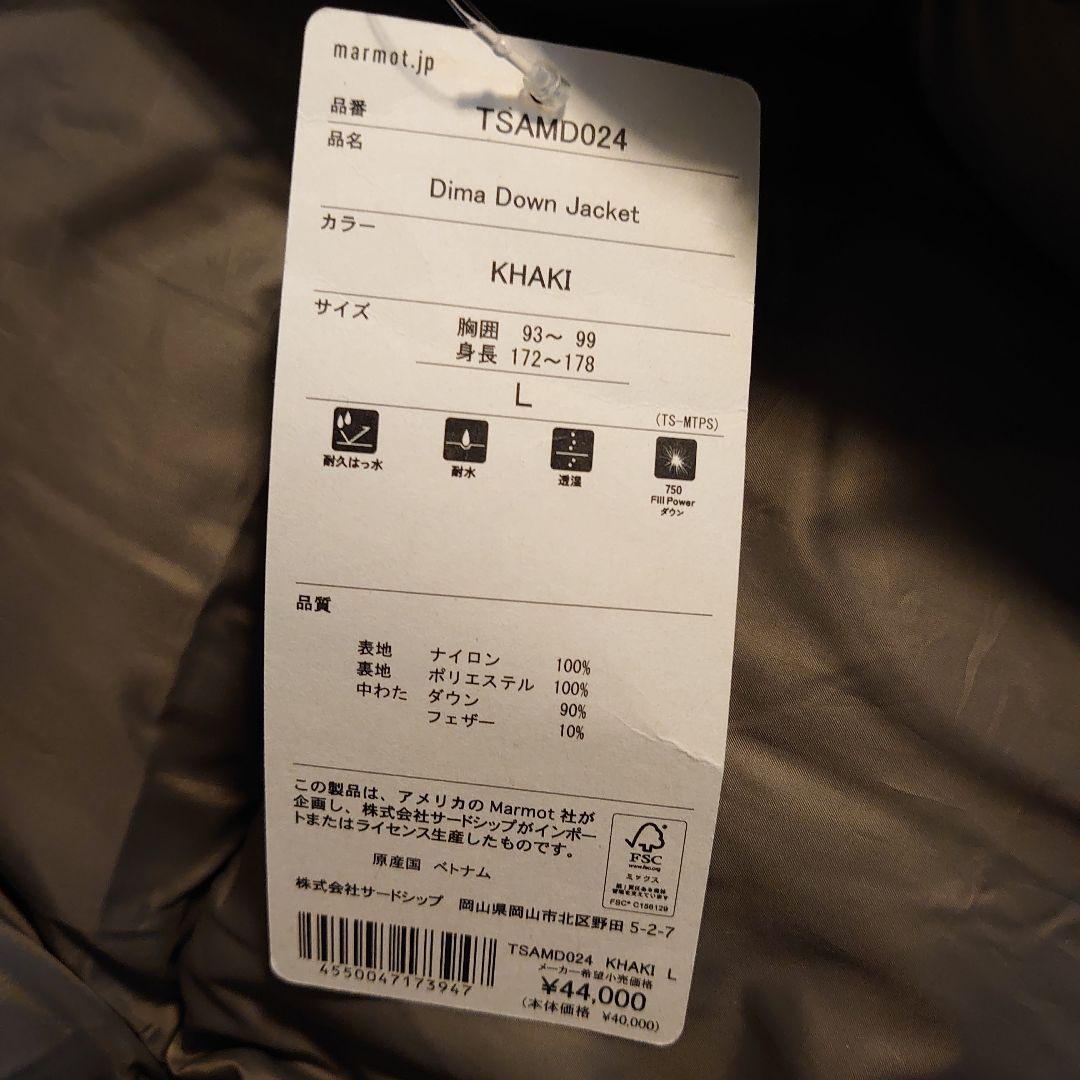 marmot.jp
品番 TSAMD024
品名
Dima Down Jacket
カラー
KHAKI
サイズ
胸囲 93～ 99
身長 172～178
L
(TS-MTPS)
耐久はっ水 耐水 透湿 750
Fill Power
ダウン
品質
表地 ナイロン 100%
裏地 ポリエステル 100%
中わた ダウン 90%
フェザー 10%
この製品は、アメリカのMarmot社が
企画し、株式会社サードシップがインポー
トまたはライセンス生産したものです。
原産国 ベトナム
FSC
www.fsc.org
ミックス
FSC® C156129
株式会社サードシップ 岡山県岡山市北区野田5-2-7
TSAMD024 KHAKI L
メーカー希望小売価格
¥44,000
(本体価格 ¥40,000)
4550047173947